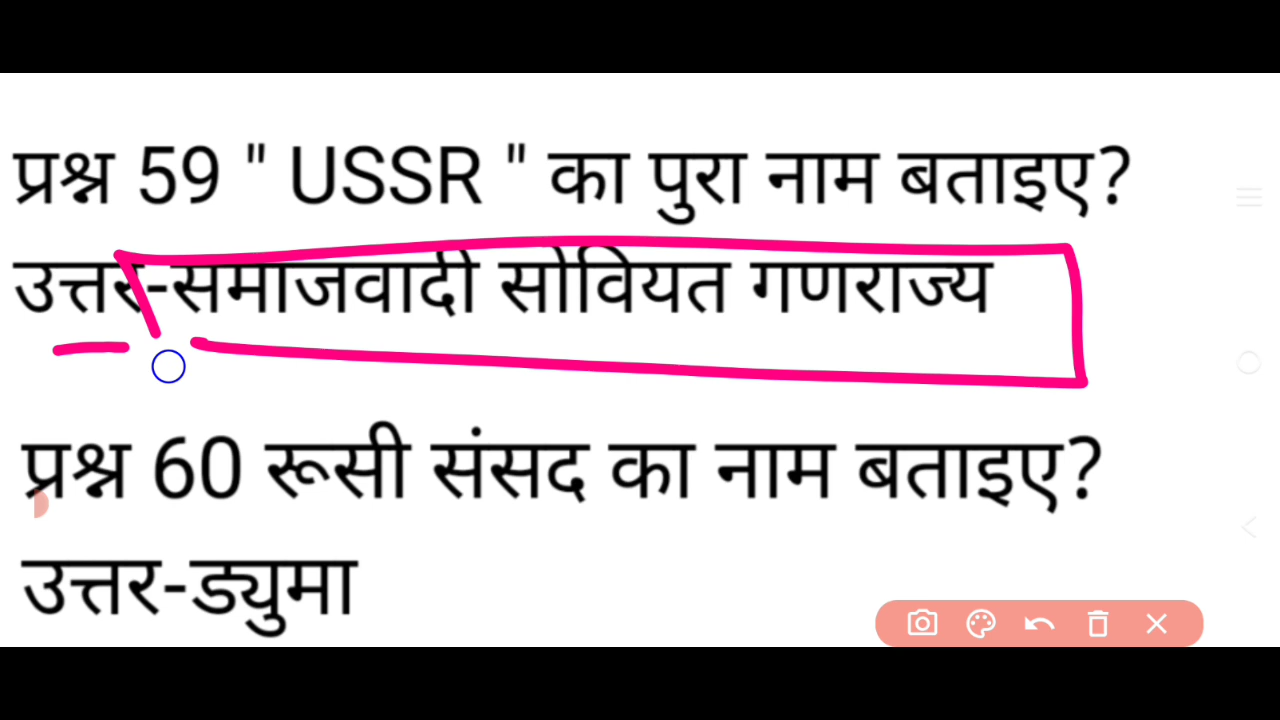 प्रश्न 59 " USSR " का पुरा नाम बताइए?
उत्तर-समाजवादी सोवियत गणराज्य
प्रश्न 60 रूसी संसद का नाम बताइए?
उत्तर-ड्युमा